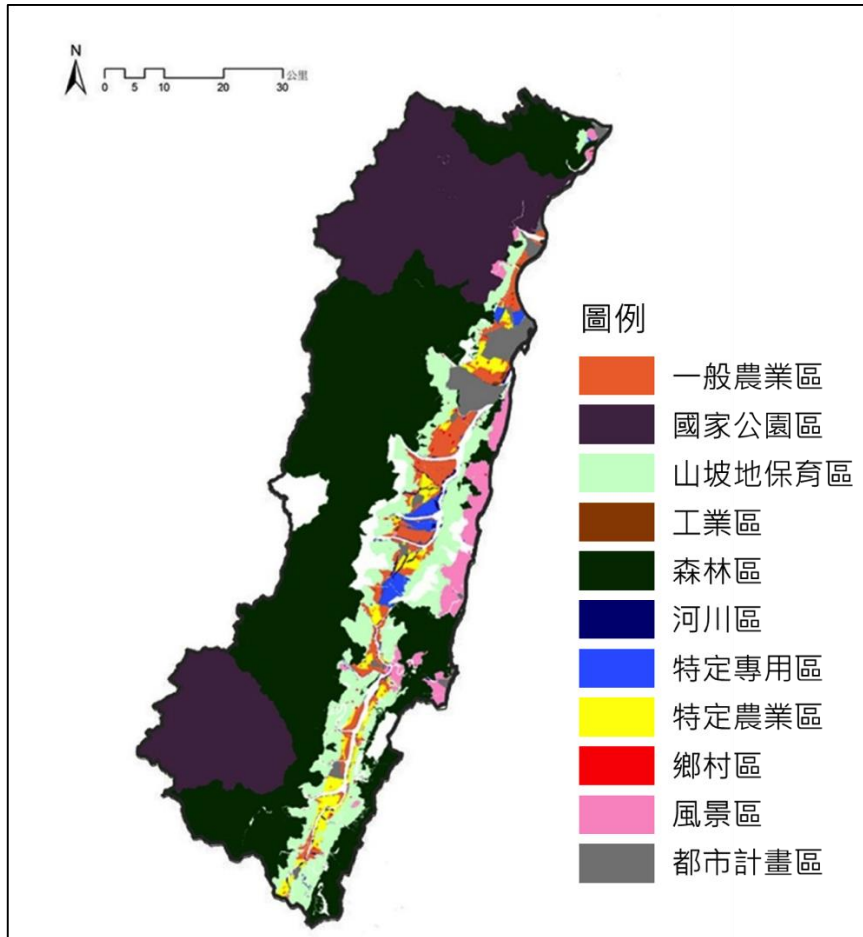 N
公里
0 5 10 20 30
圖例
一般農業區
國家公園區
山坡地保育區
工業區
森林區
河川區
特定專用區
特定農業區
鄉村區
風景區
都市計畫區